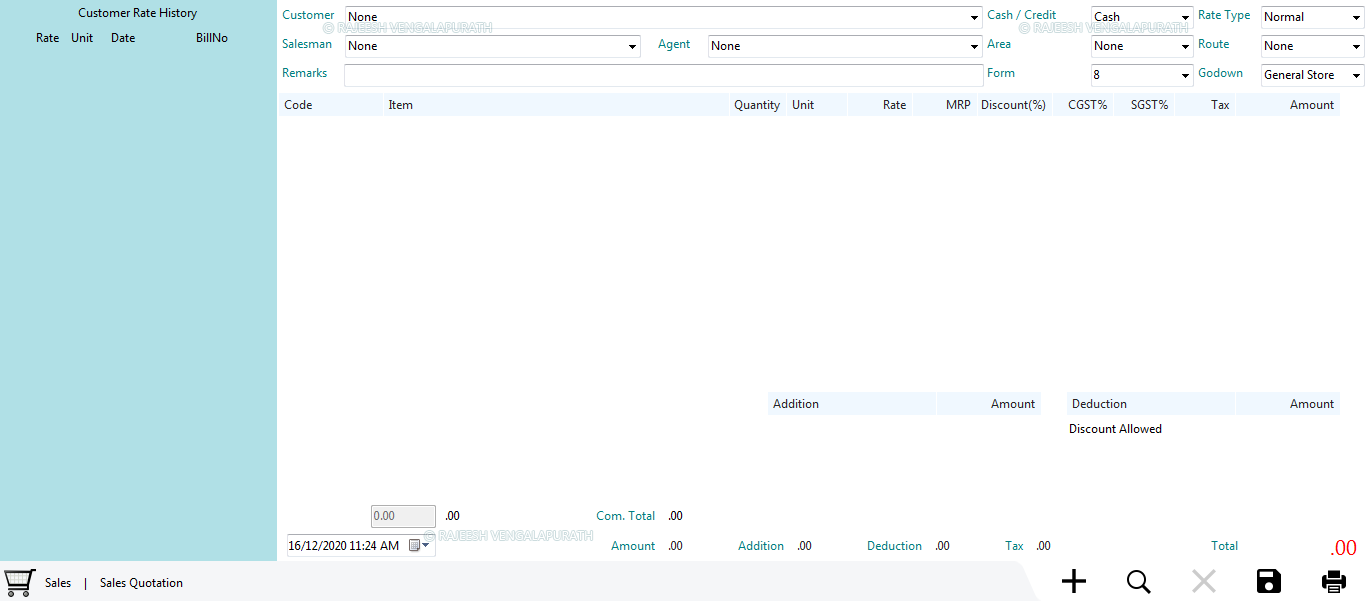 Customer Rate History
Rate Unit Date BillNo
Customer None Cash / Credit Cash Rate Type Normal
© RAJEESH VENGALAPURATH © RAJEESH VENGALAPURATH
Salesman None Agent None Area None Route None
Remarks Form 8 Godown General Store
Code Item Quantity Unit Rate MRP Discount(%) CGST% SGST% Tax Amount
Addition Amount Deduction Amount
Discount Allowed
0.00 .00 Com. Total .00
© RAJEESH VENGALAPURATH
16/12/2020 11:24 AM Amount .00 Addition .00 Deduction .00 Tax .00 Total .00
Sales | Sales Quotation